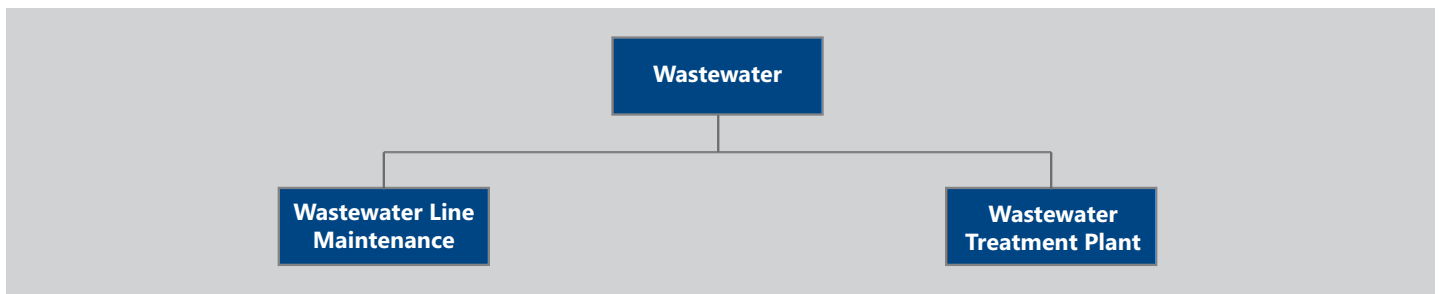 Wastewater
Wastewater Line
Maintenance
Wastewater
Treatment Plant